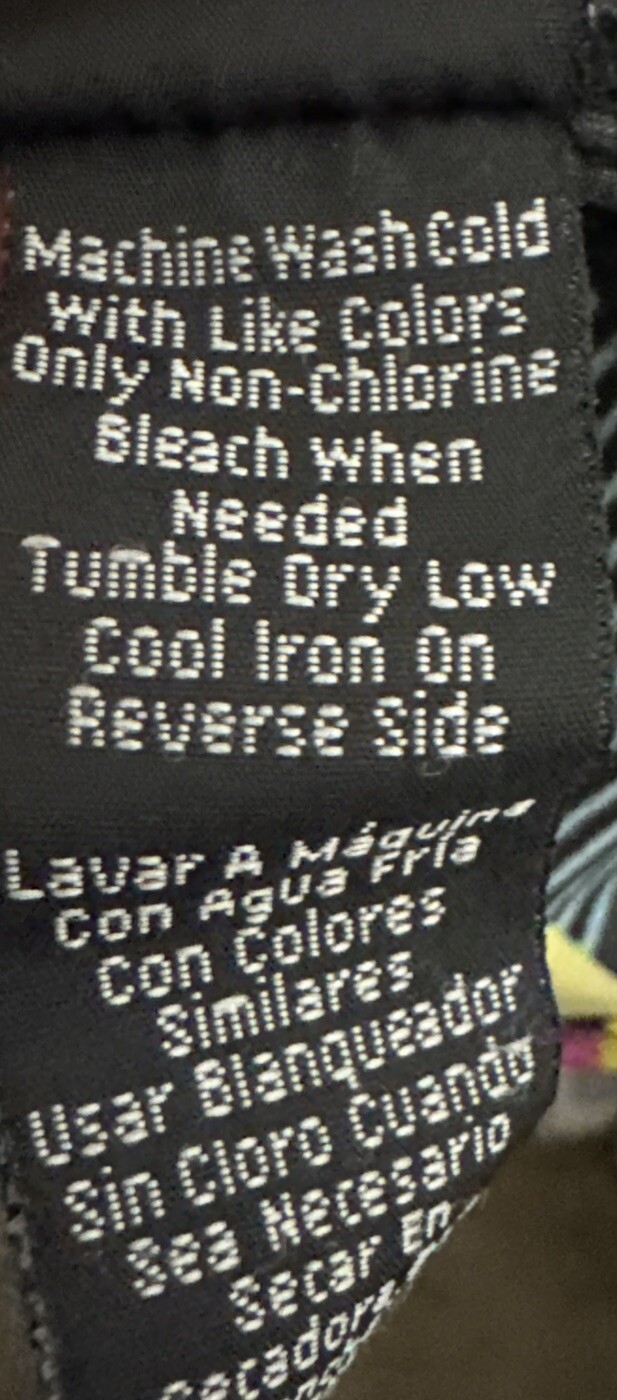 Machine Wash Cold
With Like Colors
Only Non-Chlorine
Bleach When
Needed
Tumble Dry Low
Cool Iron On
Reverse Side
Lavar A Máquina
Con Agua Fría
Con Colores
Similares
Usar Blanqueador
Sin Cloro Cuando
Sea Necesario
Secar En